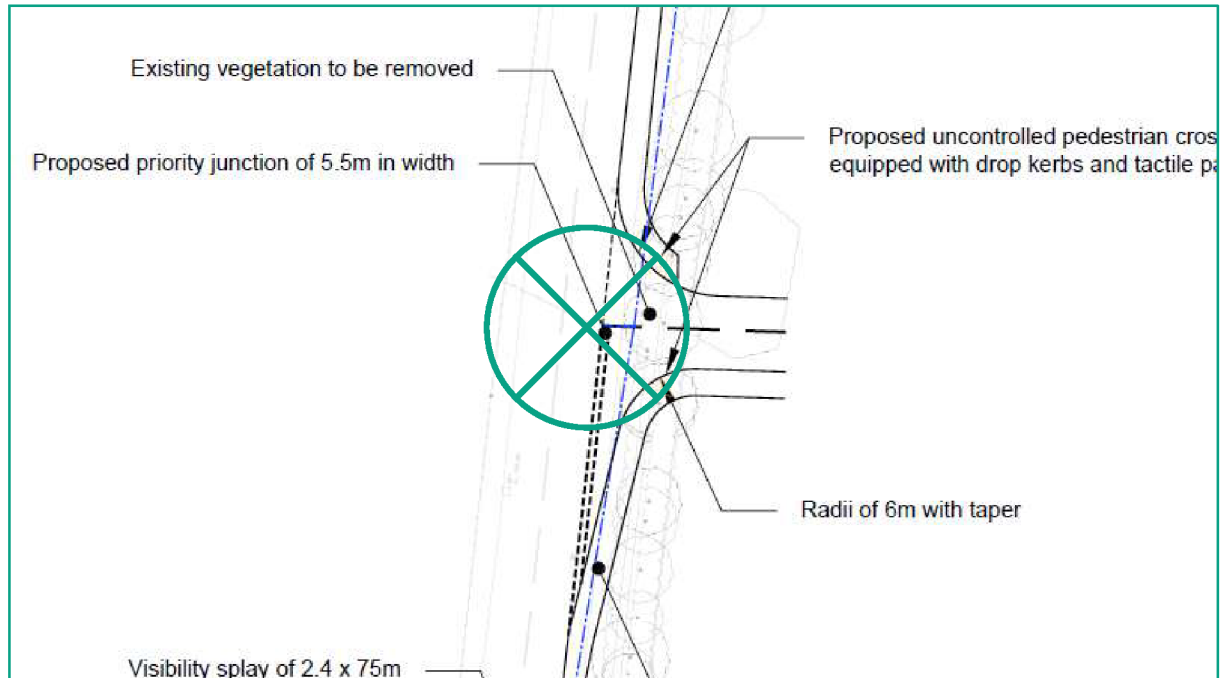 Existing vegetation to be removed
Proposed priority junction of 5.5m in width
Proposed uncontrolled pedestrian cros
equipped with drop kerbs and tactile pa
Radii of 6m with taper
Visibility splay of 2.4 x 75m